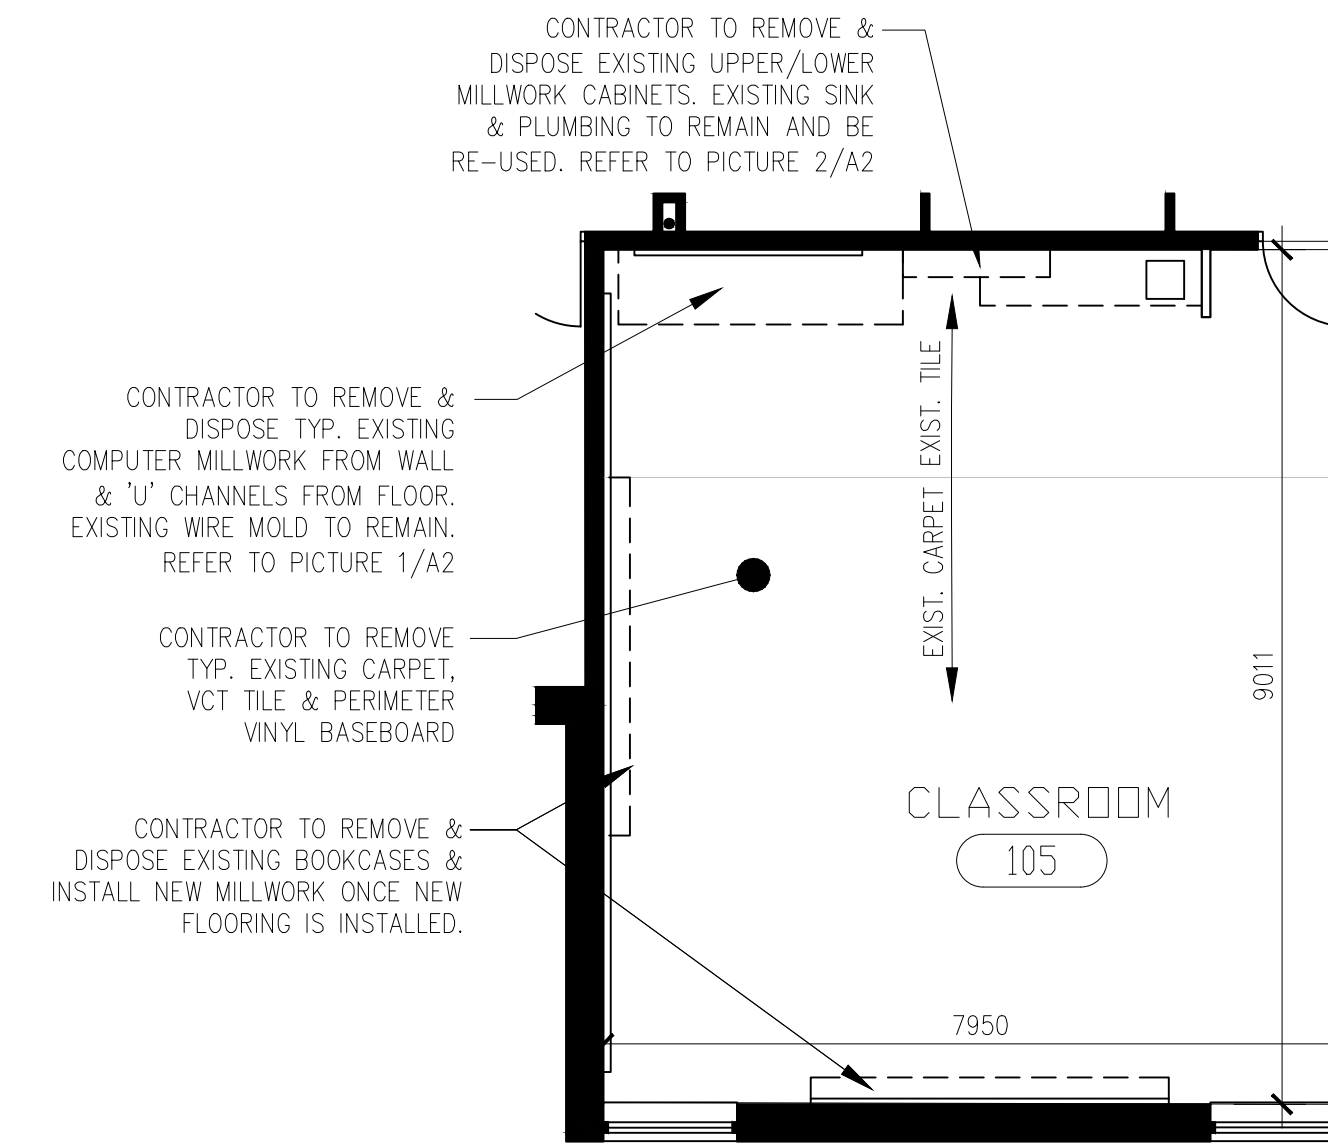 CONTRACTOR TO REMOVE &
DISPOSE EXISTING UPPER/LOWER
MILLWORK CABINETS. EXISTING SINK
& PLUMBING TO REMAIN AND BE
RE-USED. REFER TO PICTURE 2/A2
CONTRACTOR TO REMOVE &
DISPOSE TYP. EXISTING
COMPUTER MILLWORK FROM WALL
& 'U' CHANNELS FROM FLOOR.
EXISTING WIRE MOLD TO REMAIN.
REFER TO PICTURE 1/A2
CONTRACTOR TO REMOVE
TYP. EXISTING CARPET,
VCT TILE & PERIMETER
VINYL BASEBOARD
CONTRACTOR TO REMOVE &
DISPOSE EXISTING BOOKCASES &
INSTALL NEW MILLWORK ONCE NEW
FLOORING IS INSTALLED.
EXIST. TILE
EXIST. CARPET
9011
CLASSROOM
105
7950